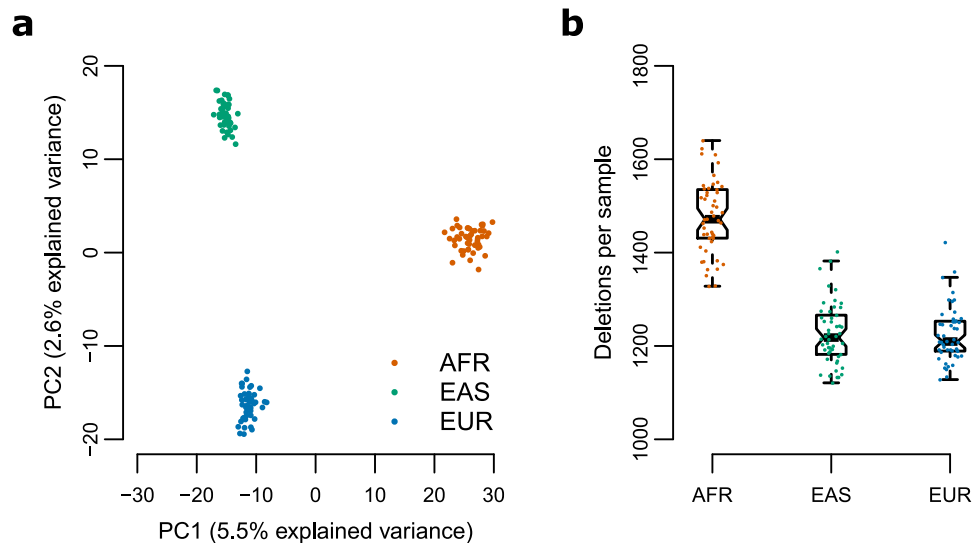 a
PC2 (2.6% explained variance)
20
10
0
−10
−20
−30
−20
−10
0
10
20
30
PC1 (5.5% explained variance)
AFR
EAS
EUR
b
Deletions per sample
1800
1600
1400
1200
1000
AFR
EAS
EUR